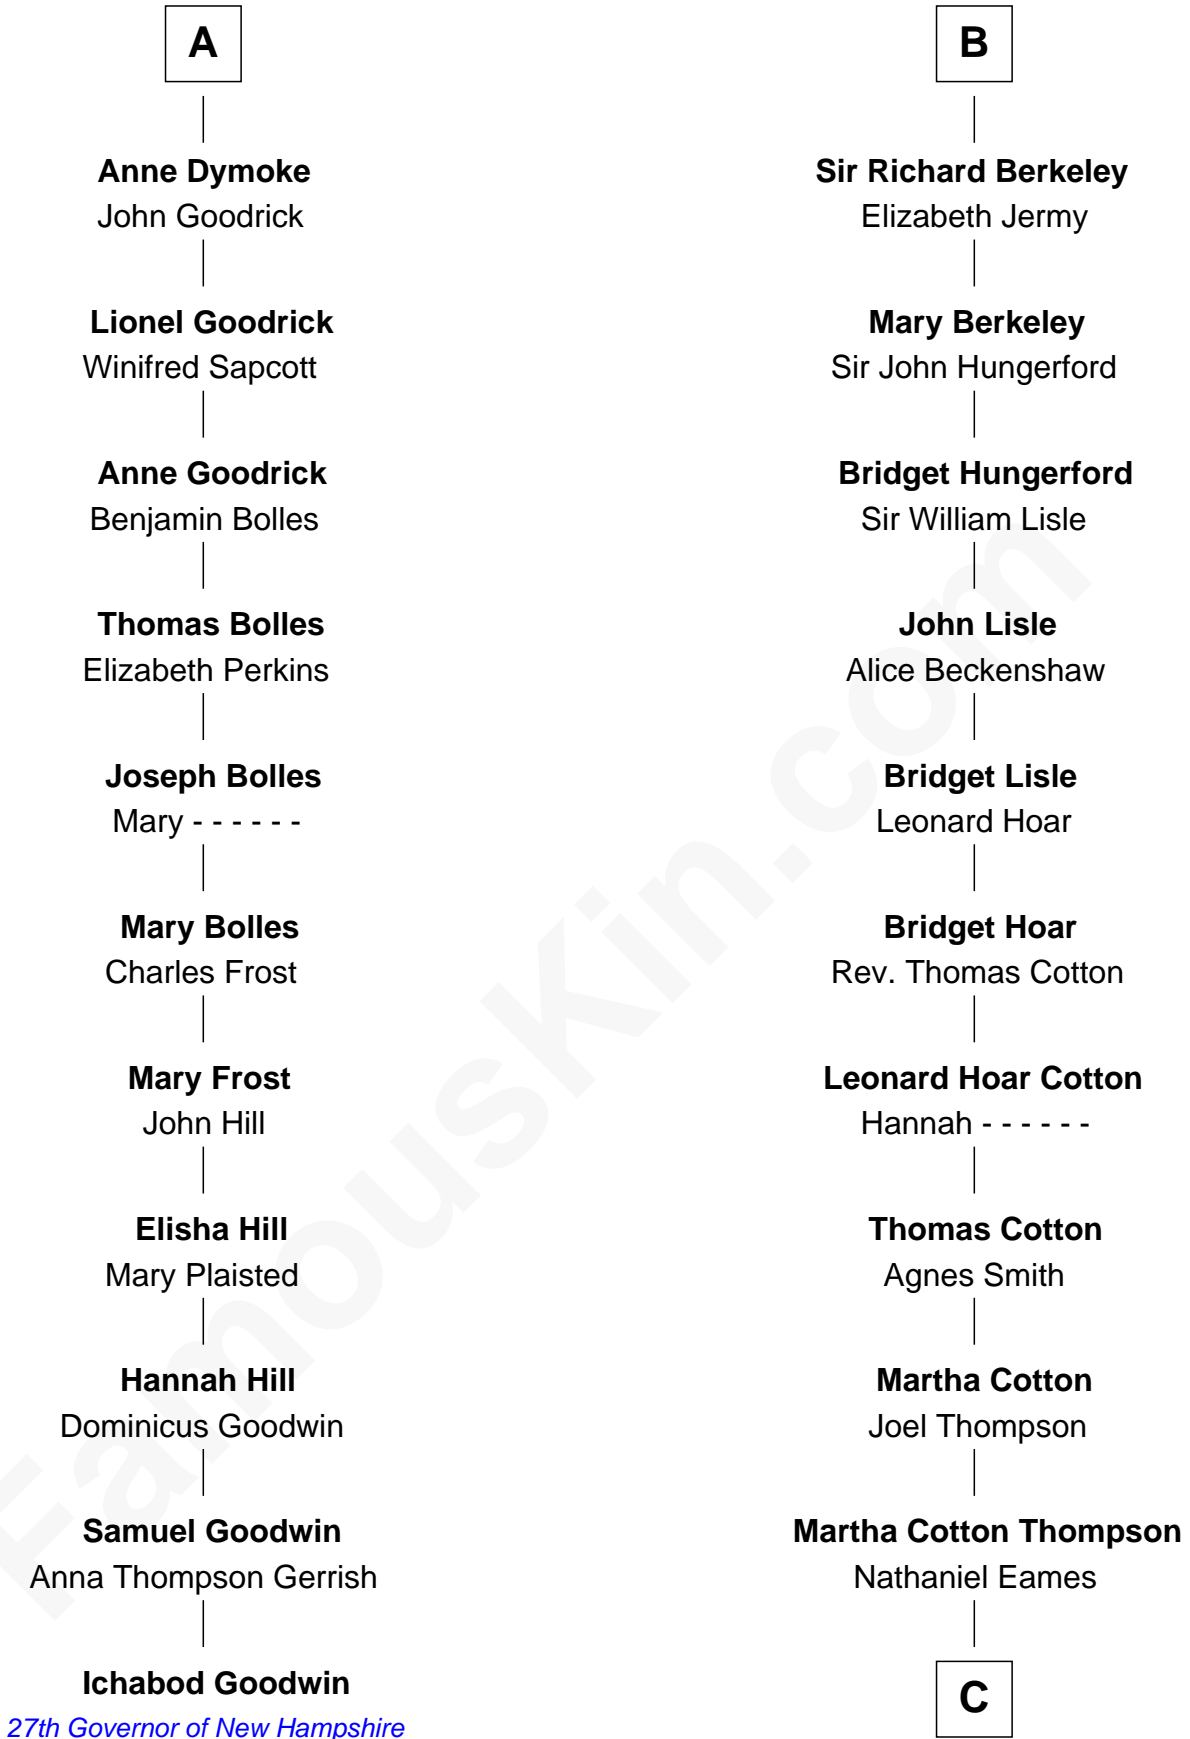 A
Anne Dymoke
John Goodrick
Lionel Goodrick
Winifred Sapcott
Anne Goodrick
Benjamin Bolles
Thomas Bolles
Elizabeth Perkins
Joseph Bolles
Mary - - - - - -
Mary Bolles
Charles Frost
Mary Frost
John Hill
Elisha Hill
Mary Plaisted
Hannah Hill
Dominicus Goodwin
Samuel Goodwin
Anna Thompson Gerrish
Ichabod Goodwin
27th Governor of New Hampshire
B
Sir Richard Berkeley
Elizabeth Jermy
Mary Berkeley
Sir John Hungerford
Bridget Hungerford
Sir William Lisle
John Lisle
Alice Beckenshaw
Bridget Lisle
Leonard Hoar
Bridget Hoar
Rev. Thomas Cotton
Leonard Hoar Cotton
Hannah - - - - - -
Thomas Cotton
Agnes Smith
Martha Cotton
Joel Thompson
Martha Cotton Thompson
Nathaniel Eames
C
FamousKin.com